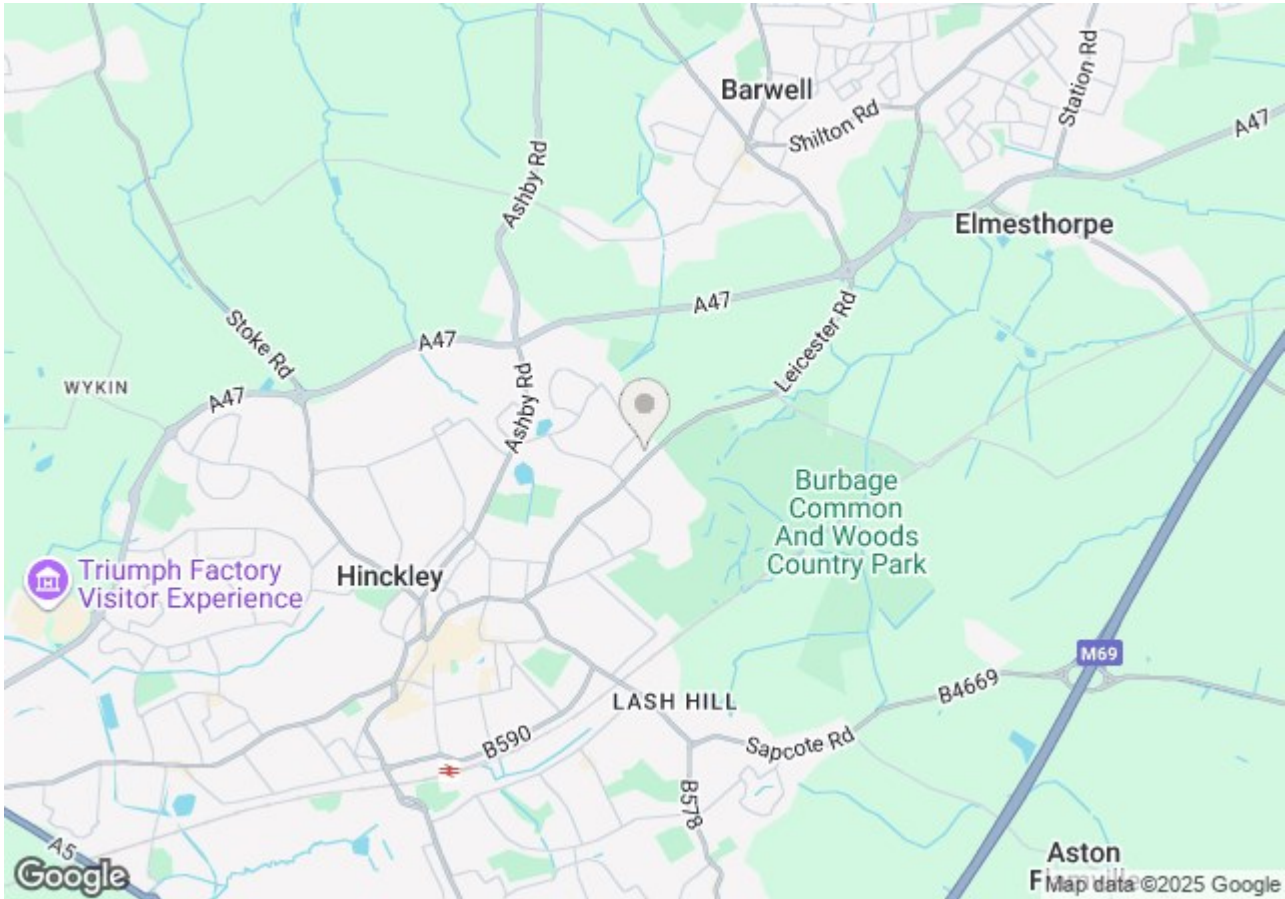 Barwell
Shilton Rd
Station Rd
A47
Ashby Rd
Elmesthorpe
A47
Leicester Rd
Stoke Rd
A47
WYKIN
A47
Ashby Rd
Burbage
Common
And Woods
Country Park
Triumph Factory
Visitor Experience
Hinckley
M69
B4669
LASH HILL
Sapcote Rd
B590
B578
A5
Aston
Google
Map data ©2025 Google